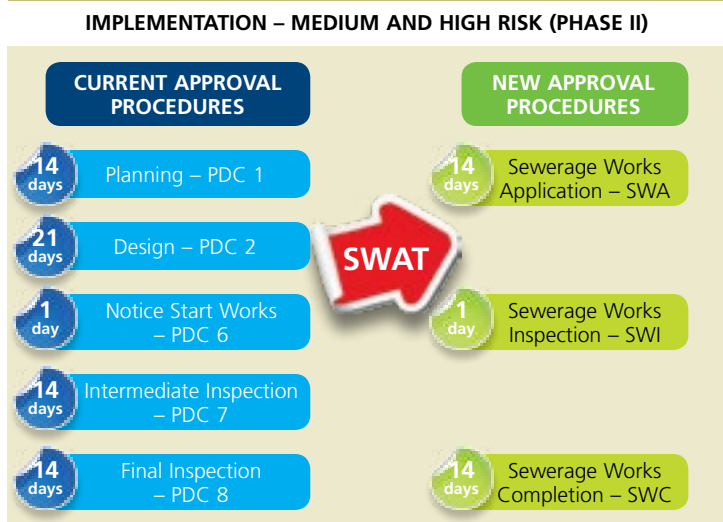 IMPLEMENTATION – MEDIUM AND HIGH RISK (PHASE II)
CURRENT APPROVAL
PROCEDURES
14
days
Planning – PDC 1
21
days
Design – PDC 2
1
day
Notice Start Works
– PDC 6
14
days
Intermediate Inspection
– PDC 7
14
days
Final Inspection
– PDC 8
SWAT
NEW APPROVAL
PROCEDURES
14
days
Sewerage Works
Application – SWA
1
day
Sewerage Works
Inspection – SWI
14
days
Sewerage Works
Completion – SWC